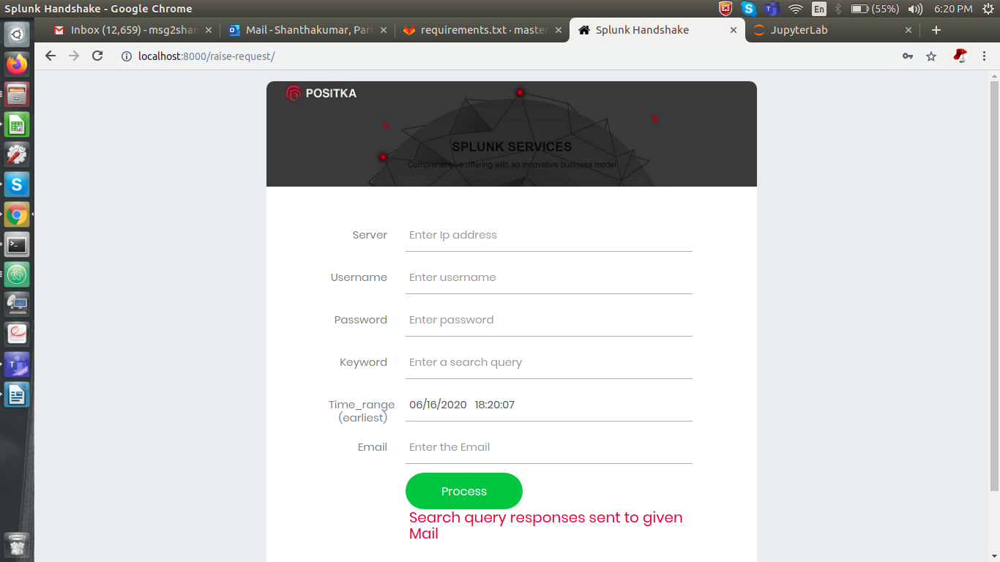 Splunk Handshake - Google Chrome
En
(55%)
6:20 PM
Inbox (12,659) - msg2shan
Mail - Shanthakumar, Part
requirements.txt · master
Splunk Handshake
JupyterLab
localhost:8000/raise-request/
POSITKA
SPLUNK SERVICES
Comprehensive offering with an innovative business model
Server
Enter Ip address
Username
Enter username
Password
Enter password
Keyword
Enter a search query
Time_range
(earliest)
06/16/2020 18:20:07
Email
Enter the Email
Process
Search query responses sent to given
Mail